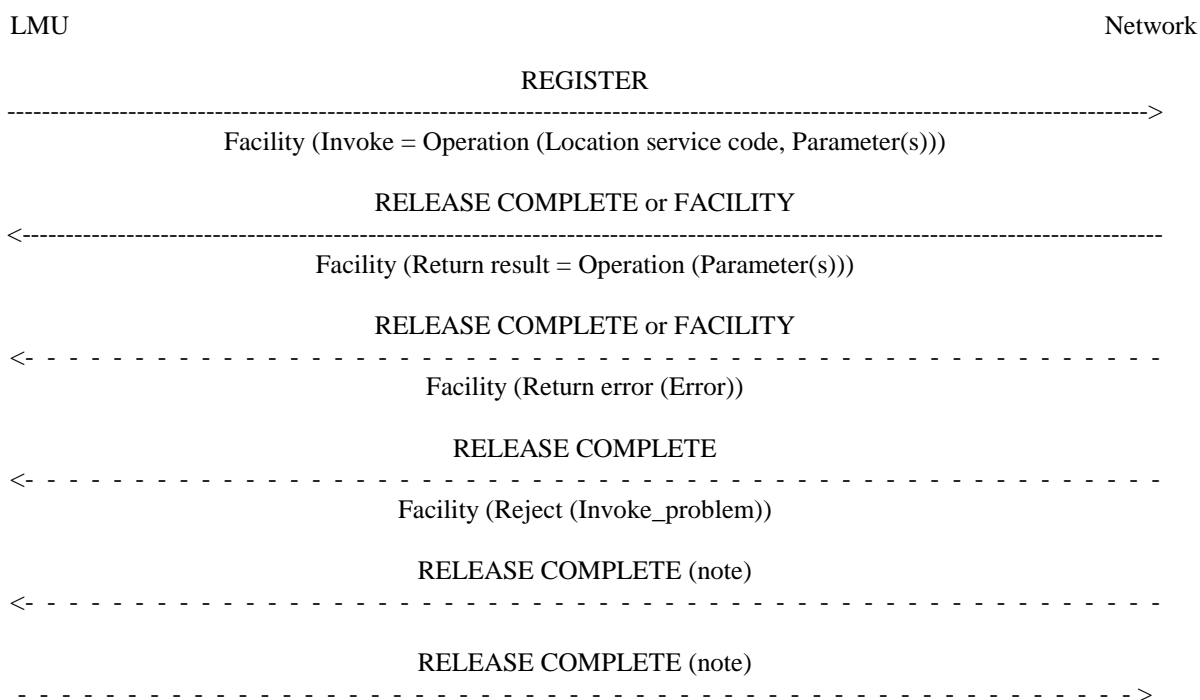 LMU Network
REGISTER
------------------------------------------------------------------------------------------------------------------------------------>
Facility (Invoke = Operation (Location service code, Parameter(s)))
RELEASE COMPLETE or FACILITY
<------------------------------------------------------------------------------------------------------------------------------------
Facility (Return result = Operation (Parameter(s)))
RELEASE COMPLETE or FACILITY
<- - - - - - - - - - - - - - - - - - - - - - - - - - - - - - - - - - - - - - - - - - - - - - - - - - - -
Facility (Return error (Error))
RELEASE COMPLETE
<- - - - - - - - - - - - - - - - - - - - - - - - - - - - - - - - - - - - - - - - - - - - - - - - - - - -
Facility (Reject (Invoke_problem))
RELEASE COMPLETE (note)
<- - - - - - - - - - - - - - - - - - - - - - - - - - - - - - - - - - - - - - - - - - - - - - - - - - - -
RELEASE COMPLETE (note)
- - - - - - - - - - - - - - - - - - - - - - - - - - - - - - - - - - - - - - - - - - - - - - - - - - - ->